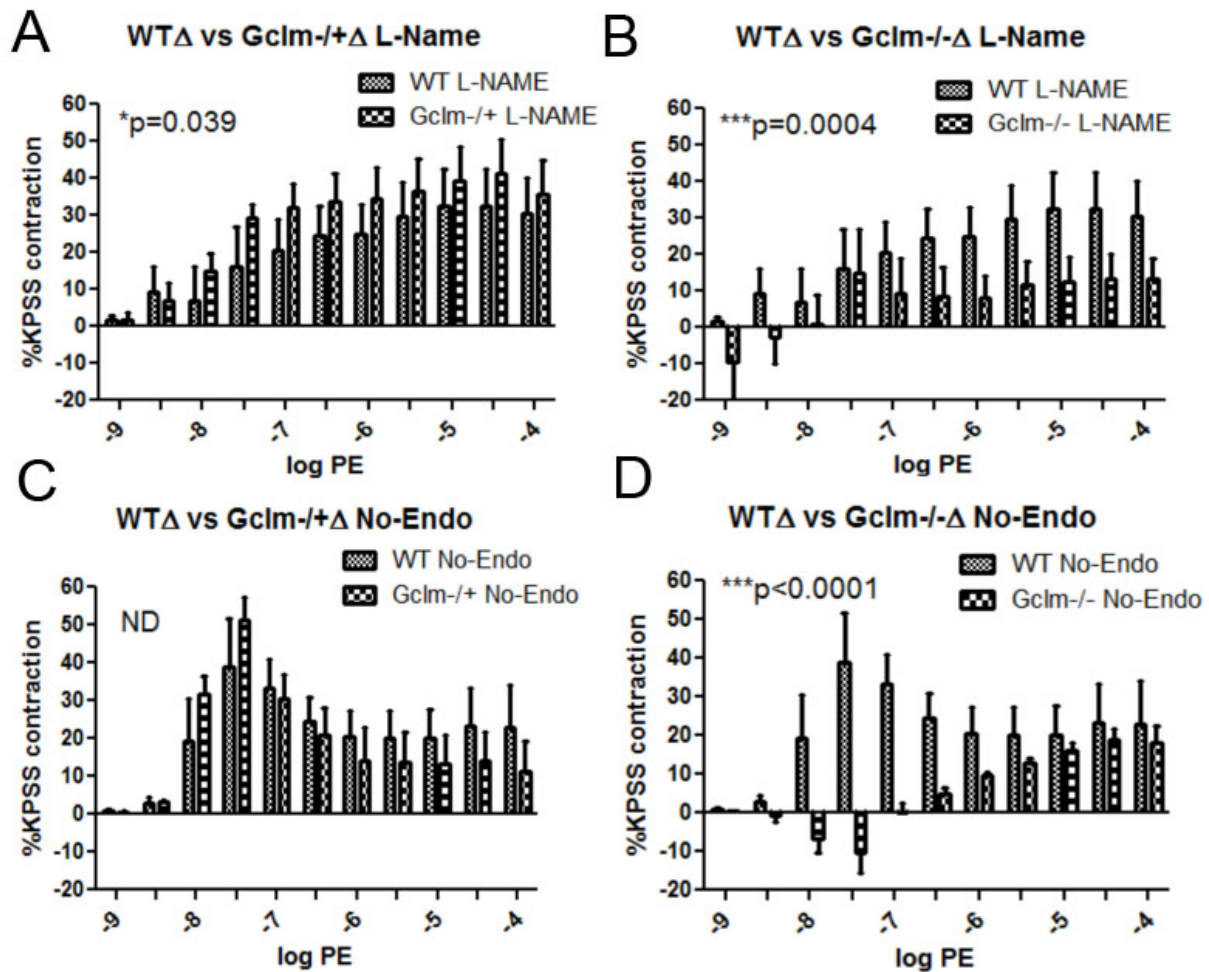 A
WTΔ vs Gclm-/+Δ L-Name
WT L-NAME
Gclm-/+ L-NAME
*p=0.039
%KPSS contraction
60
50
40
30
20
10
0
-10
-20
-9
-8
-7
-6
-5
-4
log PE
B
WTΔ vs Gclm-/-Δ L-Name
WT L-NAME
Gclm-/- L-NAME
***p=0.0004
%KPSS contraction
60
50
40
30
20
10
0
-10
-20
-9
-8
-7
-6
-5
-4
log PE
C
WTΔ vs Gclm-/+Δ No-Endo
WT No-Endo
Gclm-/+ No-Endo
ND
%KPSS contraction
60
50
40
30
20
10
0
-10
-20
-9
-8
-7
-6
-5
-4
log PE
D
WTΔ vs Gclm-/-Δ No-Endo
WT No-Endo
Gclm-/- No-Endo
***p<0.0001
%KPSS contraction
60
50
40
30
20
10
0
-10
-20
-9
-8
-7
-6
-5
-4
log PE